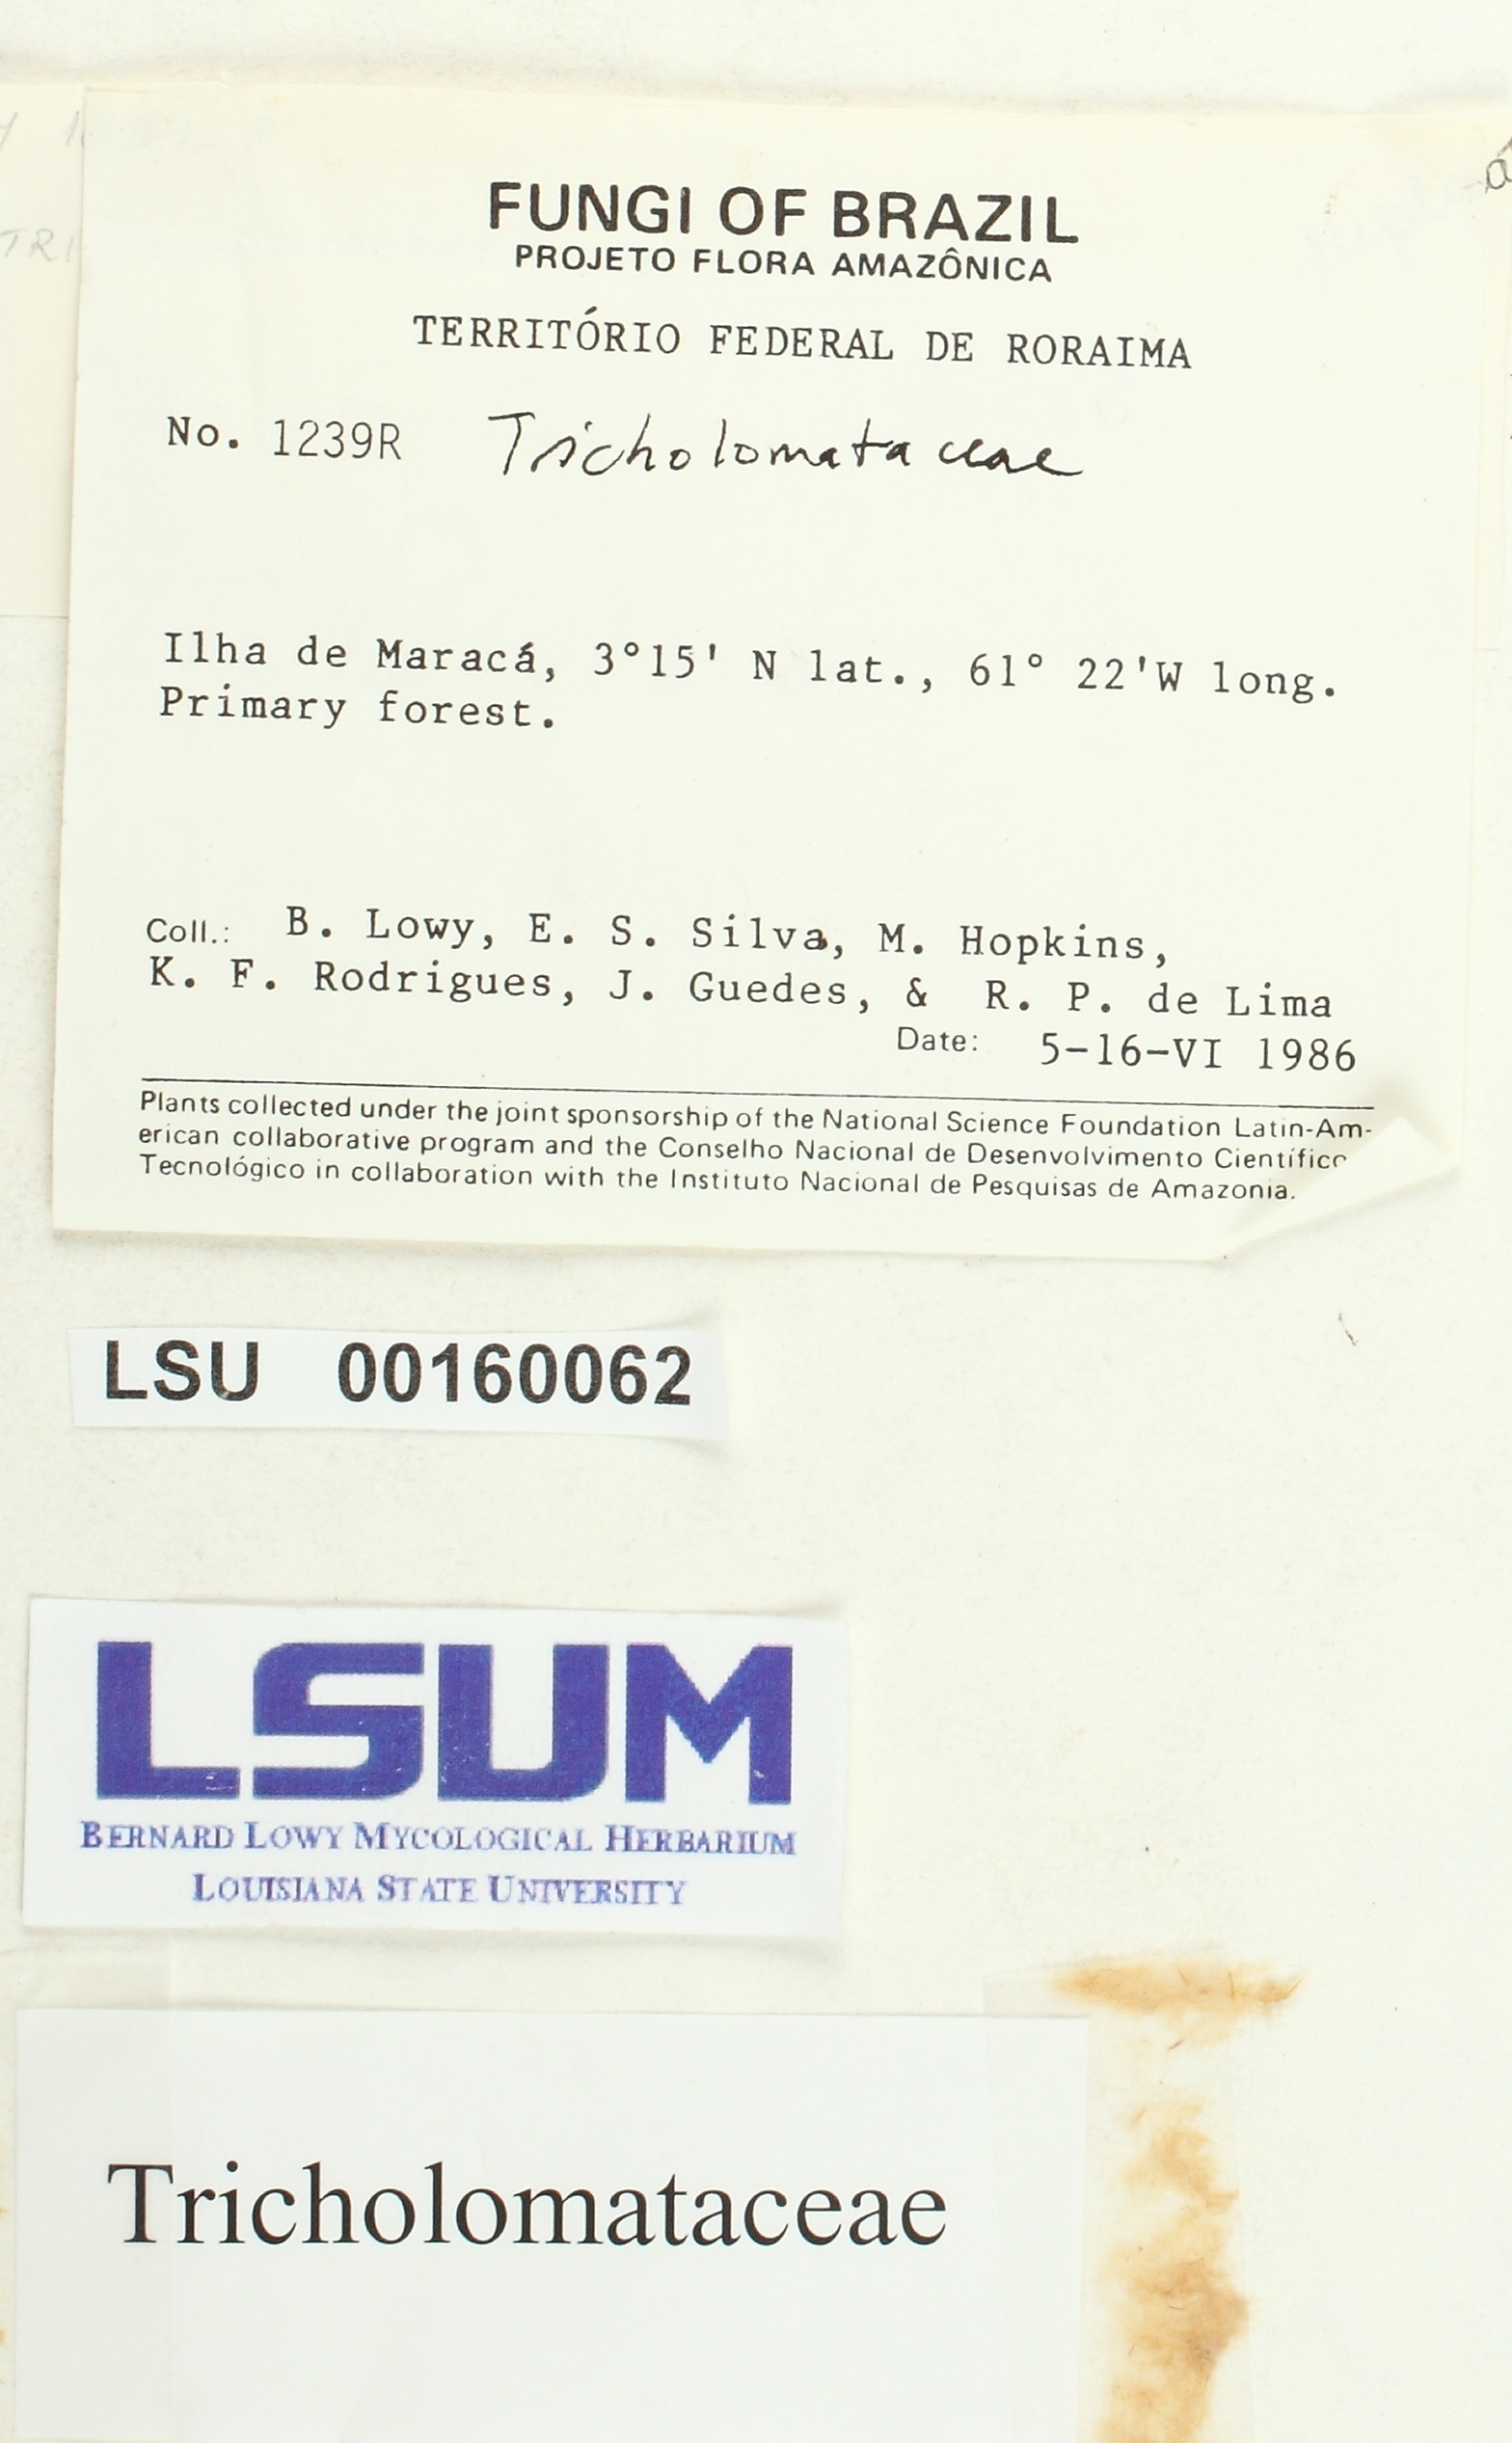 FUNGI OF BRAZIL
PROJETO FLORA AMAZÔNICA
TERRITÓRIO FEDERAL DE RORAIMA
No. 1239R Tricholomataceae
Ilha de Maracá, 3°15' N lat., 61° 22'W long.
Primary forest.
Coll.: B. Lowy, E. S. Silva, M. Hopkins,
K. F. Rodrigues, J. Guedes, & R. P. de Lima
Date: 5-16-VI 1986
Plants collected under the joint sponsorship of the National Science Foundation Latin-Am-
erican collaborative program and the Conselho Nacional de Desenvolvimento Científico
Tecnológico in collaboration with the Instituto Nacional de Pesquisas de Amazonia.
LSU 00160062
LSUM
BERNARD LOWY MYCOLOGICAL HERBARIUM
LOUISIANA STATE UNIVERSITY
Tricholomataceae